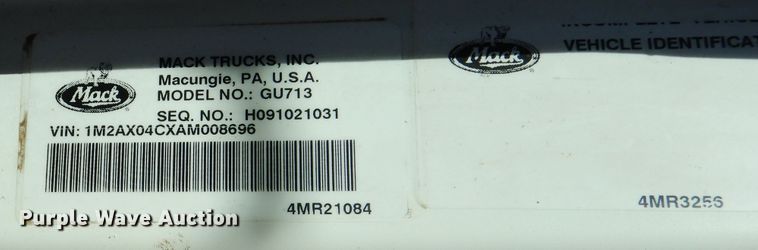 Mack
MACK TRUCKS, INC.
Macungie, PA, U.S.A.
MODEL NO.: GU713
SEQ. NO.: H091021031
VIN: 1M2AX04CXAM008696
4MR21084
Mack
VEHICLE IDENTIFICAT
4MR3256
Purple Wave Auction